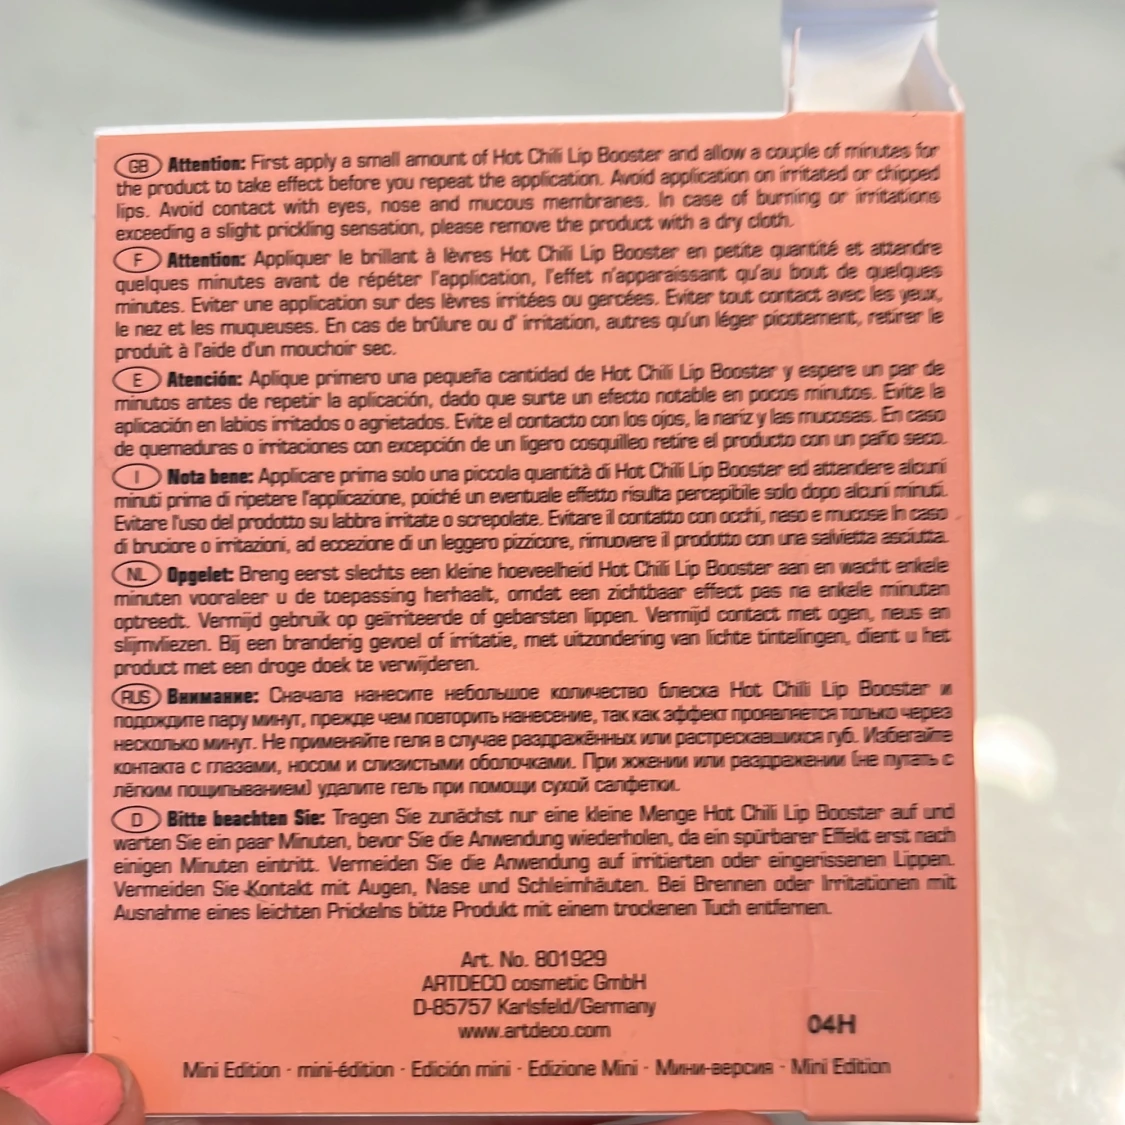 GB Attention: First apply a small amount of Hot Chili Lip Booster and allow a couple of minutes for
the product to take effect before you repeat the application. Avoid application on irritated or chipped
lips. Avoid contact with eyes, nose and mucous membranes. In case of burning or irritations
exceeding a slight prickling sensation, please remove the product with a dry cloth.
F Attention: Appliquer le brillant à lèvres Hot Chili Lip Booster en petite quantité et attendre
quelques minutes avant de répéter l'application, l'effet n'apparaissant qu'au bout de quelques
minutes. Eviter une application sur des lèvres irritées ou gercées. Eviter tout contact avec les yeux,
le nez et les muqueuses. En cas de brûlure ou d' irritation, autres qu'un léger picotement, retirer le
produit à l'aide d'un mouchoir sec.
E Atención: Aplique primero una pequeña cantidad de Hot Chili Lip Booster y espere un par de
minutos antes de repetir la aplicación, dado que surte un efecto notable en pocos minutos. Evite la
aplicación en labios irritados o agrietados. Evite el contacto con los ojos, la nariz y las mucosas. En caso
de quemaduras o irritaciones con excepción de un ligero cosquilleo retire el producto con un paño seco.
I Nota bene: Applicare prima solo una piccola quantità di Hot Chili Lip Booster ed attendere alcuni
minuti prima di ripetere l'applicazione, poiché un eventuale effetto risulta percepibile solo dopo alcuni minuti.
Evitare l'uso del prodotto su labbra irritate o screpolate. Evitare il contatto con occhi, naso e mucose In caso
di bruciore o irritazioni, ad eccezione di un leggero pizzicore, rimuovere il prodotto con una salvietta asciutta.
NL Opgelet: Breng eerst slechts een kleine hoeveelheid Hot Chili Lip Booster aan en wacht enkele
minuten vooraleer u de toepassing herhaalt, omdat een zichtbaar effect pas na enkele minuten
optreedt. Vermijd gebruik op geïrriteerde of gebarsten lippen. Vermijd contact met ogen, neus en
slijmvliezen. Bij een branderig gevoel of irritatie, met uitzondering van lichte tintelingen, dient u het
product met een droge doek te verwijderen.
RUS Внимание: Сначала нанесите небольшое количество блеска Hot Chili Lip Booster и
подождите пару минут, прежде чем повторить нанесение, так как эффект проявляется только через
несколько минут. Не применяйте геля в случае раздражённых или растрескавшихся губ. Избегайте
контакта с глазами, носом и слизистыми оболочками. При жжении или раздражении (не путать с
лёгким пощипыванием) удалите гель при помощи сухой салфетки.
D Bitte beachten Sie: Tragen Sie zunächst nur eine kleine Menge Hot Chili Lip Booster auf und
warten Sie ein paar Minuten, bevor Sie die Anwendung wiederholen, da ein spürbarer Effekt erst nach
einigen Minuten eintritt. Vermeiden Sie die Anwendung auf irritierten oder eingerissenen Lippen.
Vermeiden Sie Kontakt mit Augen, Nase und Schleimhäuten. Bei Brennen oder Irritationen mit
Ausnahme eines leichten Prickelns bitte Produkt mit einem trockenen Tuch entfernen.
Art. No. 801929
ARTDECO cosmetic GmbH
D-85757 Karlsfeld/Germany
www.artdeco.com
04H
Mini Edition · mini-édition · Edición mini · Edizione Mini · Мини-версия · Mini Edition